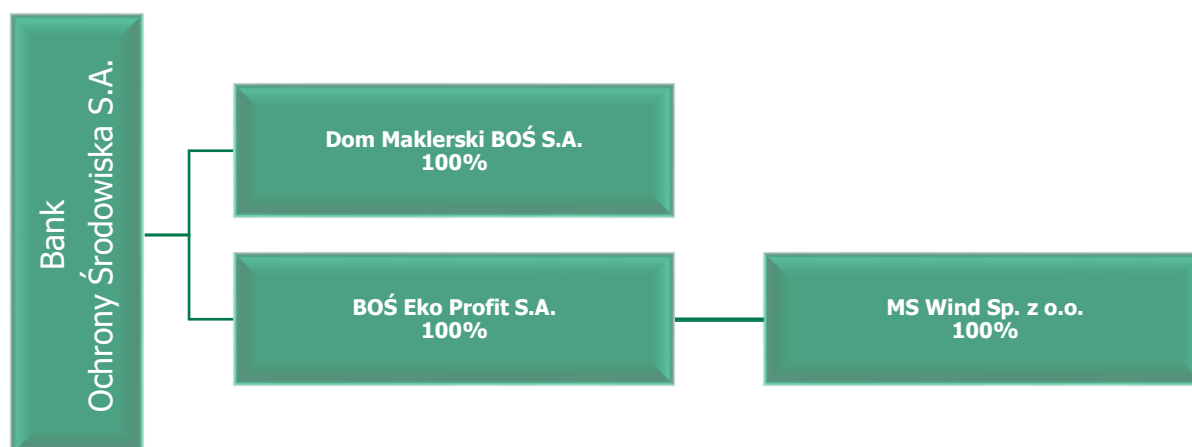 Bank
Ochrony Środowiska S.A.
Dom Maklerski BOŚ S.A.
100%
BOŚ Eko Profit S.A.
100%
MS Wind Sp. z o.o.
100%